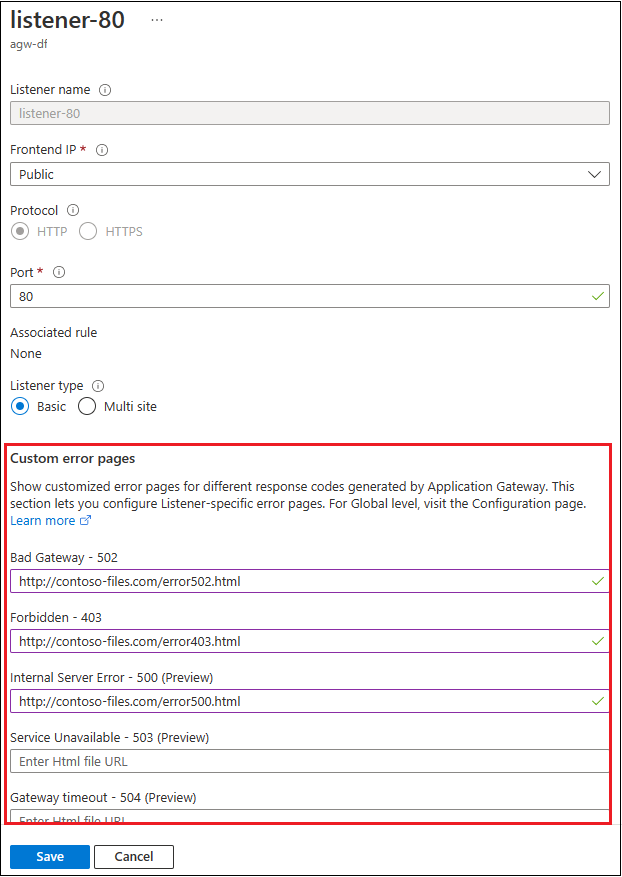 listener-80 ...
agw-df
Listener name
listener-80
Frontend IP *
Public
Protocol
HTTP HTTPS
Port *
80
Associated rule
None
Listener type
Basic Multi site
Custom error pages
Show customized error pages for different response codes generated by Application Gateway. This
section lets you configure Listener-specific error pages. For Global level, visit the Configuration page.
Learn more
Bad Gateway - 502
http://contoso-files.com/error502.html
Forbidden - 403
http://contoso-files.com/error403.html
Internal Server Error - 500 (Preview)
http://contoso-files.com/error500.html
Service Unavailable - 503 (Preview)
Enter Html file URL
Gateway timeout - 504 (Preview)
Enter Html file URL
Save Cancel